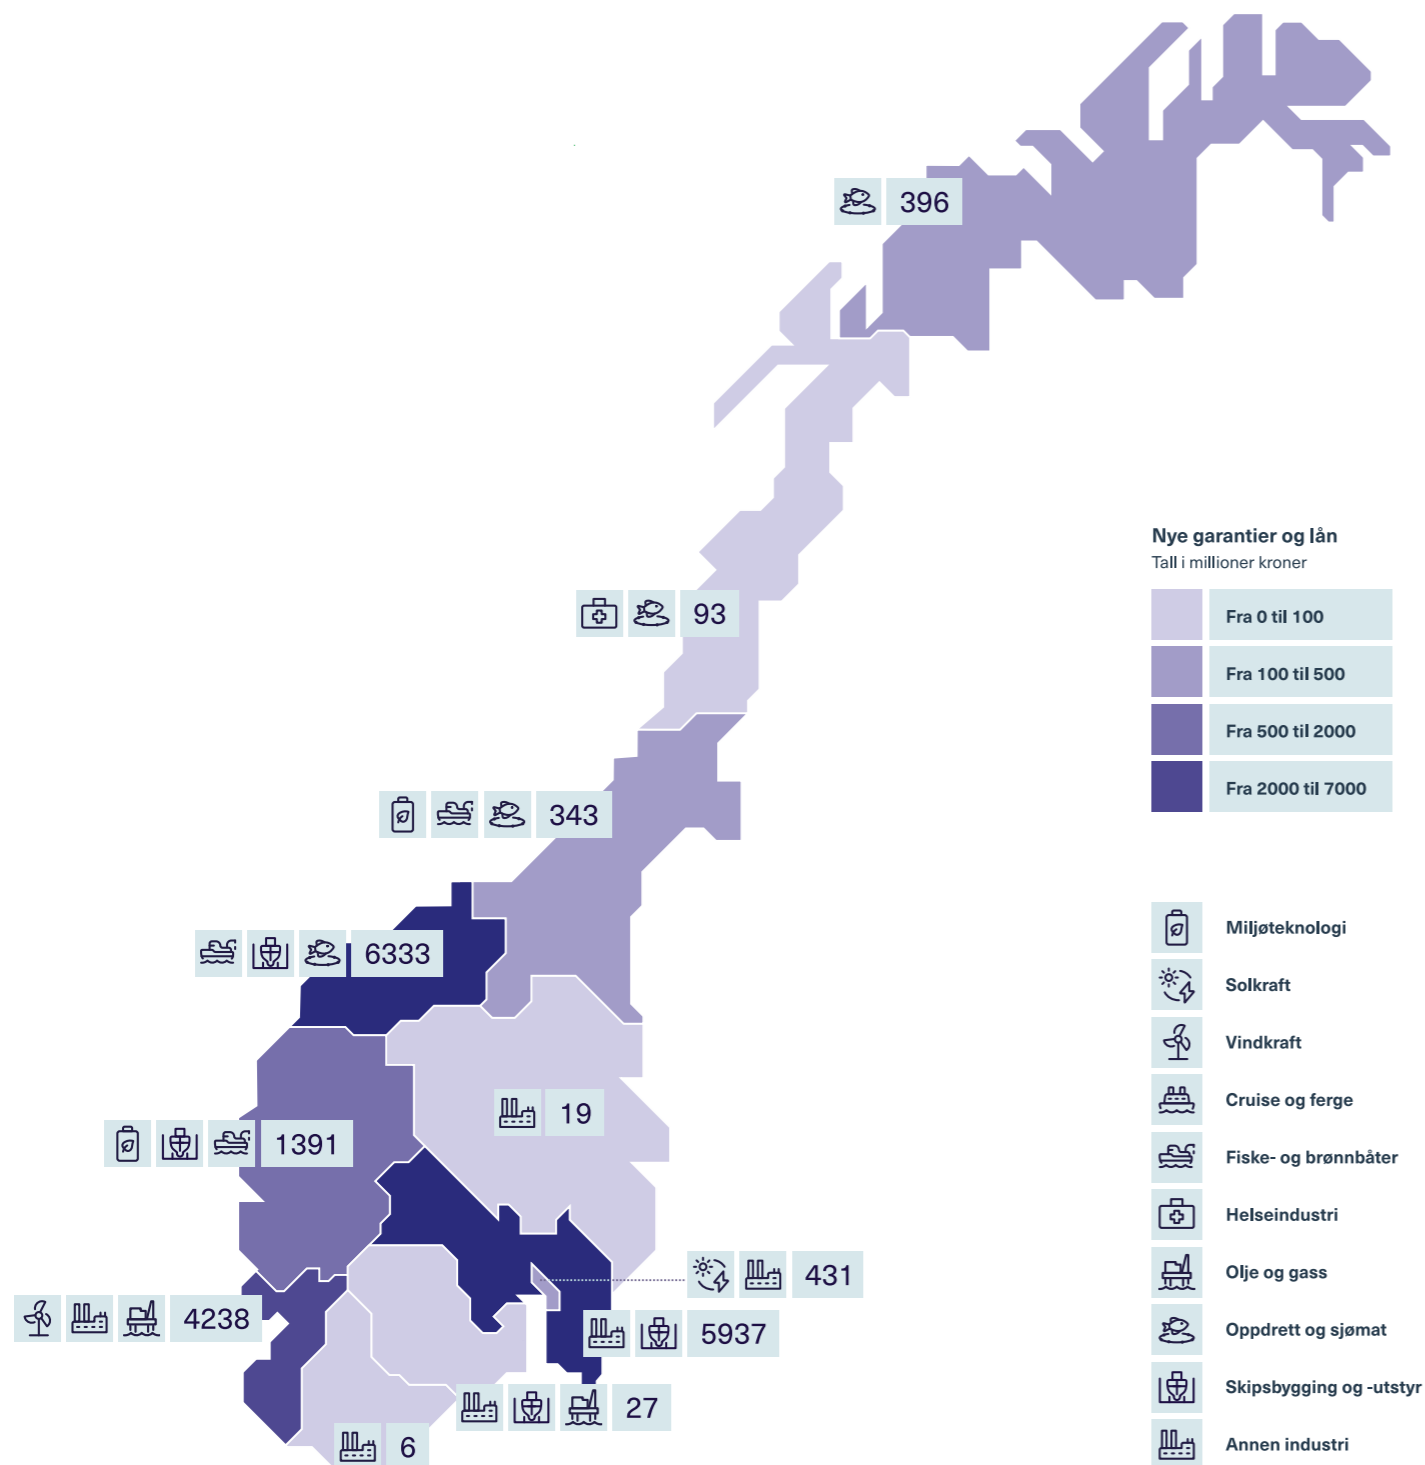 396
93
343
6333
19
1391
431
4238
5937
27
6
Nye garantier og lån
Tall i millioner kroner
Fra 0 til 100
Fra 100 til 500
Fra 500 til 2000
Fra 2000 til 7000
Miljøteknologi
Solkraft
Vindkraft
Cruise og ferge
Fiske- og brønnbåter
Helseindustri
Olje og gass
Oppdrett og sjømat
Skipsbygging og -utstyr
Annen industri